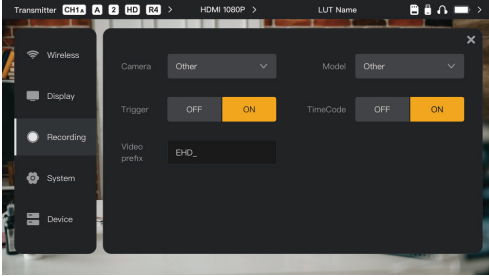 Transmitter CH1A A 2 HD R4 > HDMI 1080P > LUT Name >
Wireless
Camera Other Model Other
Display
Trigger OFF ON TimeCode OFF ON
Recording
Video
prefix EHD_
System
Device